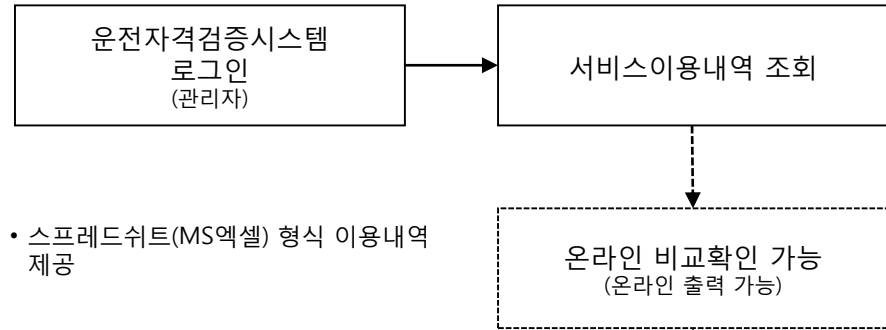 운전자격검증시스템
로그인
(관리자)
서비스이용내역 조회
• 스프레드쉬트(MS엑셀) 형식 이용내역
제공
온라인 비교확인 가능
(온라인 출력 가능)